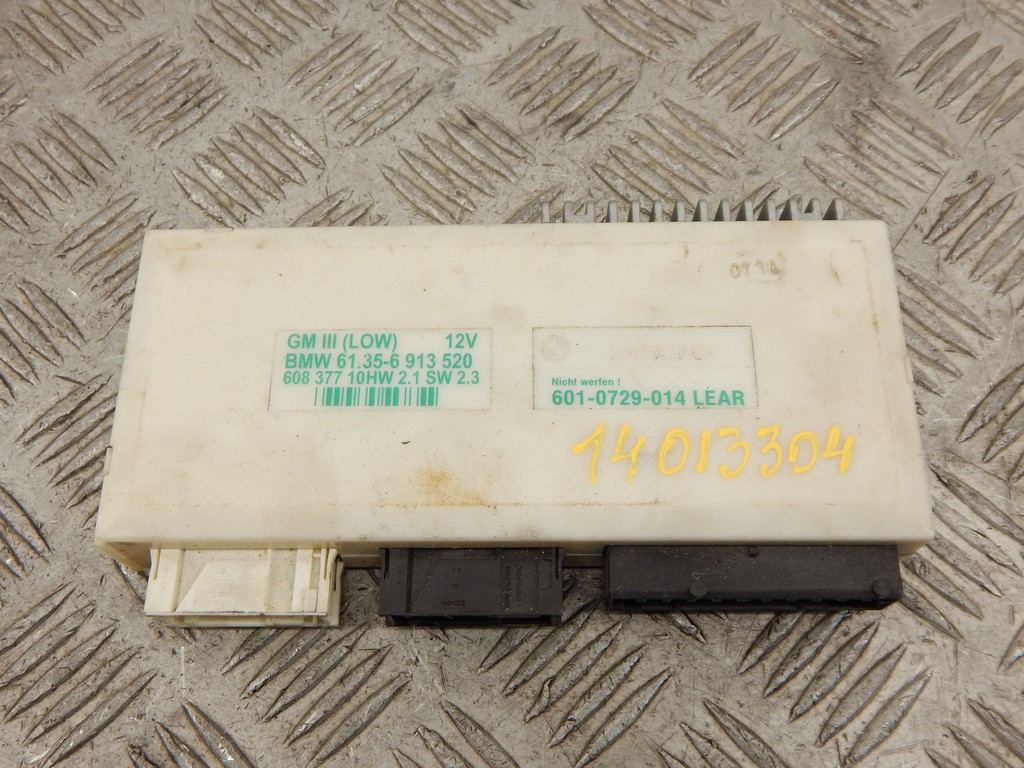 GM III (LOW) 12V
BMW 61.35-6 913 520
608 377 10HW 2.1 SW 2.3
Nicht werfen !
601-0729-014 LEAR
14013304